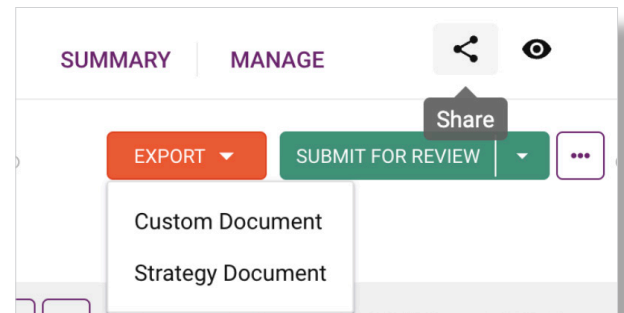 SUMMARY
MANAGE
Share
EXPORT
SUBMIT FOR REVIEW
Custom Document
Strategy Document